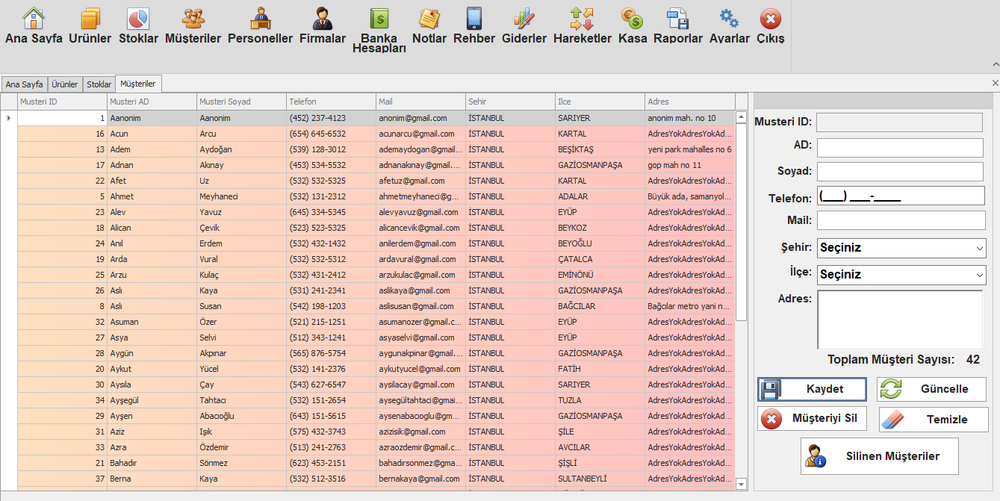 Ana Sayfa Urünler Stoklar Müşteriler Personeller Firmalar Banka Hesapları Notlar Rehber Giderler Hareketler Kasa Raporlar Ayarlar Çıkış
Ana Sayfa Ürünler Stoklar Müşteriler
Musteri ID Musteri AD Musteri Soyad Telefon Mail Sehir Ilce Adres
1 Aanonim Aanonim (452) 237-4123 anonim@gmail.com İSTANBUL SARIYER anonim mah. no 10
16 Acun Arcu (654) 645-6532 acunarcu@gmail.com İSTANBUL KARTAL AdresYokAdresYokAd...
13 Adem Aydoğan (539) 128-3012 ademaydogan@gmail... İSTANBUL BEŞİKTAŞ yeni park mahalles no 6
17 Adnan Akınay (453) 534-5532 adnanakınay@gmail.... İSTANBUL GAZİOSMANPAŞA gop mah no 11
22 Afet Uz (532) 532-5325 afetuz@gmail.com İSTANBUL KARTAL AdresYokAdresYokAd...
5 Ahmet Meyhaneci (532) 131-2312 ahmetmeyhaneci@g... İSTANBUL ADALAR Büyük ada, samanyol...
23 Alev Yavuz (645) 334-5345 alevyavuz@gmail.com İSTANBUL EYÜP AdresYokAdresYokAd...
18 Alican Çevik (523) 523-5325 alicancevik@gmail.com İSTANBUL BEYKOZ AdresYokAdresYokAd...
24 Anıl Erdem (532) 432-1432 anilerdem@gmail.com İSTANBUL BEYOĞLU AdresYokAdresYokAd...
19 Arda Vural (532) 532-5312 ardavural@gmail.com İSTANBUL ÇATALCA AdresYokAdresYokAd...
25 Arzu Kulaç (532) 431-2412 arzukulac@gmail.com İSTANBUL EMİNÖNÜ AdresYokAdresYokAd...
26 Aslı Kaya (531) 241-2341 aslikaya@gmail.com İSTANBUL GAZİOSMANPAŞA AdresYokAdresYokAd...
8 Aslı Susan (542) 198-1203 aslisusan@gmail.com İSTANBUL BAĞCILAR Bağcılar metro yani n...
32 Asuman Özer (521) 215-1251 asumanozer@gmail.c... İSTANBUL EYÜP AdresYokAdresYokAd...
27 Asya Selvi (512) 343-1241 asyaselvi@gmail.com İSTANBUL EYÜP AdresYokAdresYokAd...
28 Aygün Akpınar (565) 876-5754 aygunakpinar@gmail.... İSTANBUL GAZİOSMANPAŞA AdresYokAdresYokAd...
20 Aykut Yücel (532) 141-2376 aykutyucel@gmail.com İSTANBUL FATİH AdresYokAdresYokAd...
30 Aysıla Çay (543) 627-6547 aysilacay@gmail.com İSTANBUL SARIYER AdresYokAdresYokAd...
34 Ayşegül Tahtacı (532) 151-2654 aysegültahtaci@gmai... İSTANBUL TUZLA AdresYokAdresYokAd...
29 Ayşen Abacıoğlu (643) 151-5615 aysenabacıoglu@gm... İSTANBUL GAZİOSMANPAŞA AdresYokAdresYokAd...
31 Aziz Işık (575) 432-3743 azizisik@gmail.com İSTANBUL ŞİLE AdresYokAdresYokAd...
33 Azra Özdemir (513) 241-2763 azraozdemir@gmail.c... İSTANBUL AVCILAR AdresYokAdresYokAd...
21 Bahadır Sönmez (623) 453-2151 bahadırsonmez@gma... İSTANBUL ŞİŞLİ AdresYokAdresYokAd...
37 Berna Kaya (532) 512-3516 bernakaya@gmail.com İSTANBUL SULTANBEYLİ AdresYokAdresYokAd...
Musteri ID:
AD:
Soyad:
Telefon: (___) ___-____
Mail:
Şehir: Seçiniz
İlçe: Seçiniz
Adres:
Toplam Müşteri Sayısı: 42
Kaydet Güncelle
Müşteriyi Sil Temizle
Silinen Müşteriler